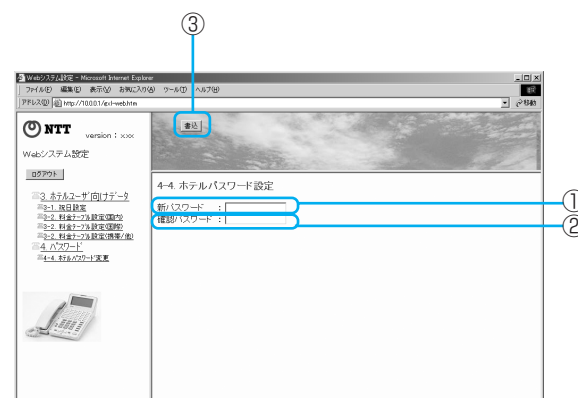 ③
Webシステム設定 - Microsoft Internet Explorer
ファイル(F) 編集(E) 表示(V) お気に入り(A) ツール(T) ヘルプ(H)
アドレス(D) http://10.0.0.1/exl-web.htm 移動
NTT version : xxx
Webシステム設定
ログアウト
3. ホテルユーザ向けデータ
3-1. 祝日設定
3-2. 料金テーブル設定(国内)
3-2. 料金テーブル設定(国際)
3-2. 料金テーブル設定(携帯/他)
4. パスワード
4-4. ホテルパスワード変更
書込
4-4. ホテルパスワード設定
新パスワード :
①
確認パスワード :
②